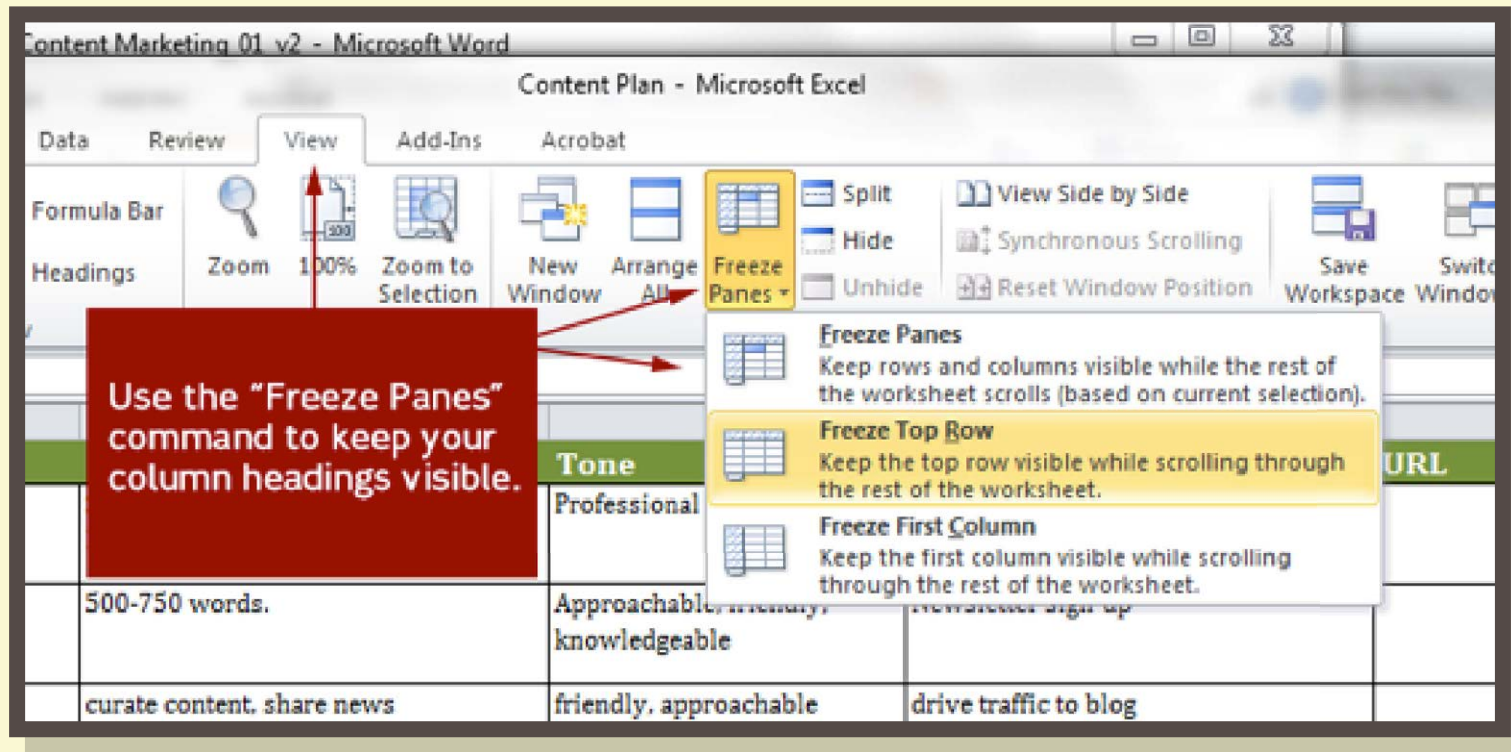 Content Marketing 01 v2 - Microsoft Word
Content Plan - Microsoft Excel
Data Review View Add-Ins Acrobat
Formula Bar
Headings
Zoom
100%
Zoom to
Selection
New
Window
Arrange
All
Freeze
Panes
Split
Hide
Unhide
View Side by Side
Synchronous Scrolling
Reset Window Position
Save
Workspace
Freeze Panes
Keep rows and columns visible while the rest of
the worksheet scrolls (based on current selection).
Freeze Top Row
Keep the top row visible while scrolling through
the rest of the worksheet.
Freeze First Column
Keep the first column visible while scrolling
through the rest of the worksheet.
Use the “Freeze Panes”
command to keep your
column headings visible.
Tone URL
Professional
500-750 words.
Approachable, friendly,
knowledgeable
Newsletter sign up
curate content, share news
friendly, approachable
drive traffic to blog